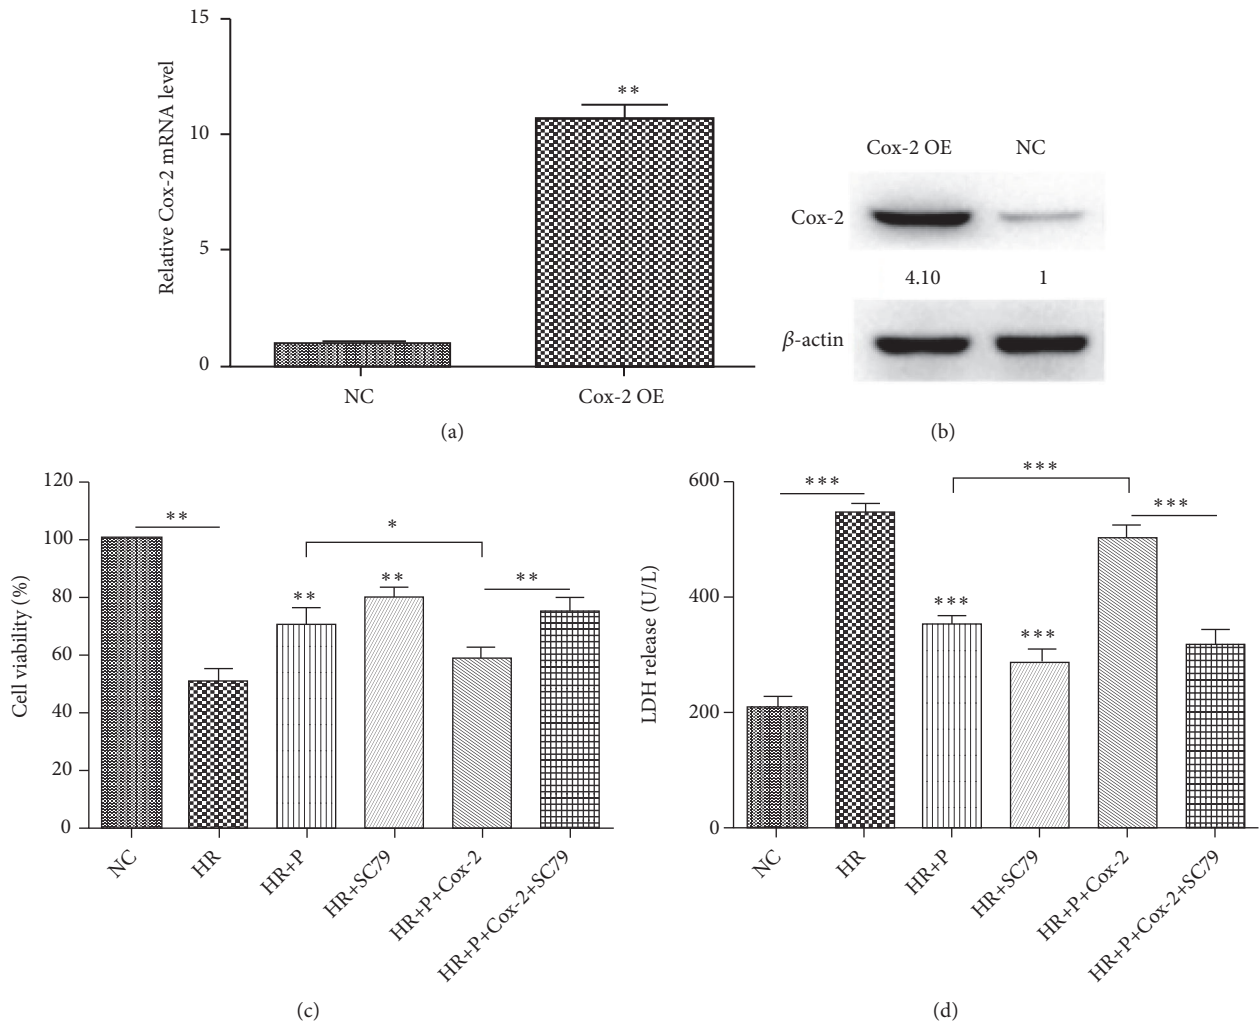 Relative Cox-2 mRNA level
15
10
5
0
**
NC
Cox-2 OE
(a)
Cox-2 OE NC
Cox-2
4.10 1
β-actin
(b)
Cell viability (%)
120
100
80
60
40
20
0
**
**
**
*
**
NC
HR
HR+P
HR+SC79
HR+P+Cox-2
HR+P+Cox-2+SC79
(c)
LDH release (U/L)
600
400
200
0
***
***
***
***
***
NC
HR
HR+P
HR+SC79
HR+P+Cox-2
HR+P+Cox-2+SC79
(d)